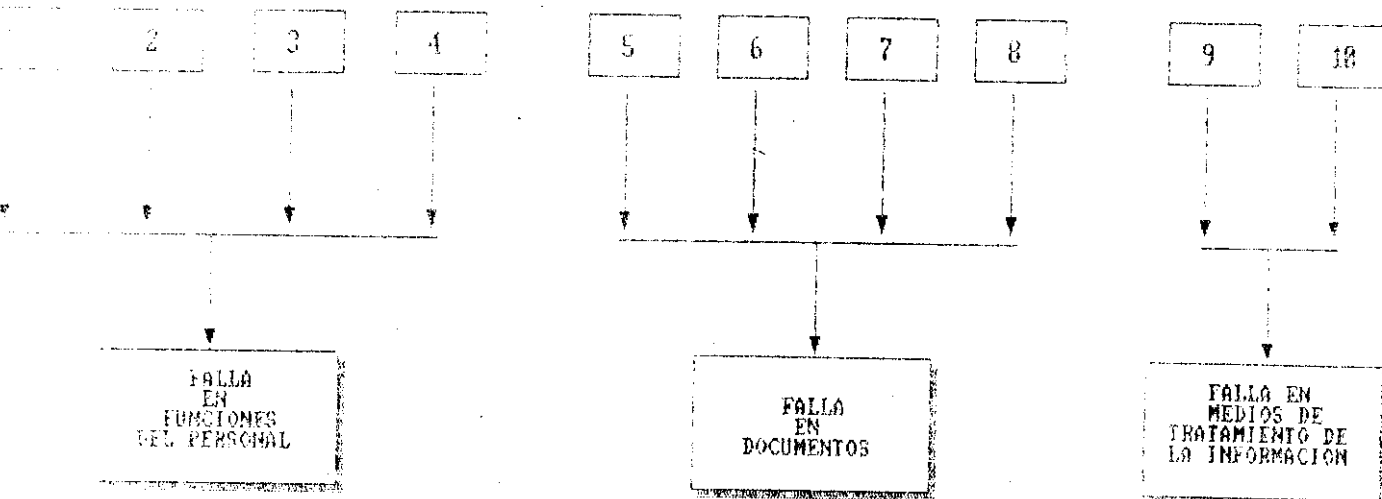 2 3 4 5 6 7 8 9 10
FALLA
EN
FUNCIONES
DEL PERSONAL
FALLA
EN
DOCUMENTOS
FALLA EN
MEDIOS DE
TRATAMIENTO DE
LA INFORMACION